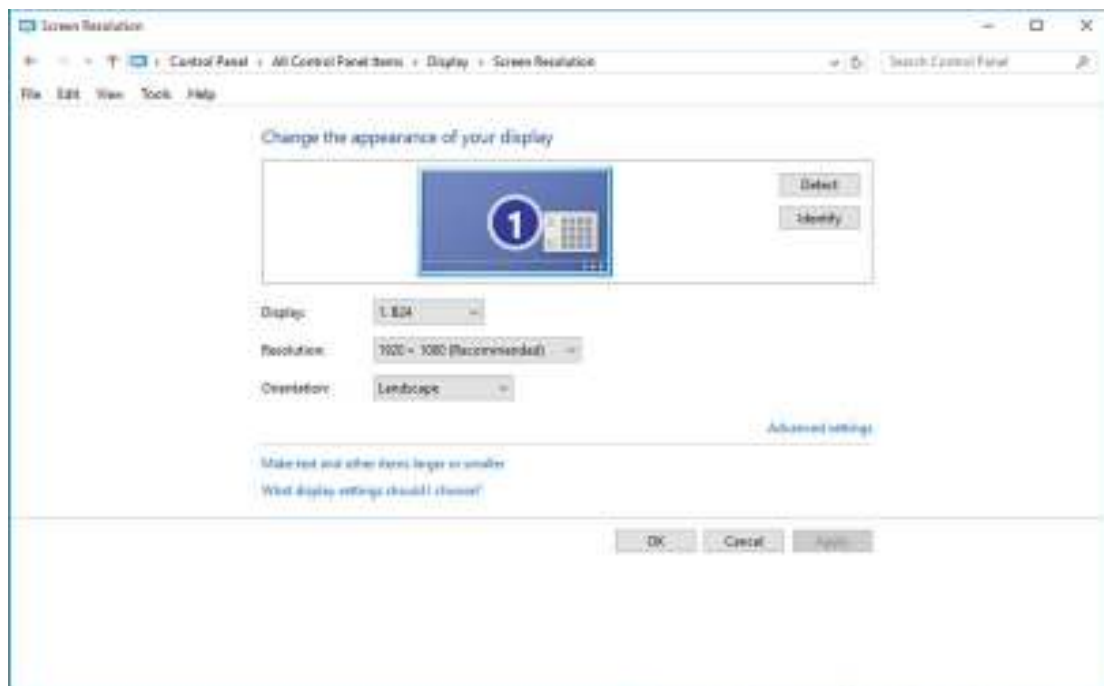 Screen Resolution
Control Panel › All Control Panel Items › Display › Screen Resolution
Search Control Panel
File Edit View Tools Help
Change the appearance of your display
1
Detect
Identify
Display:
1. B24
Resolution:
1920 × 1080 (Recommended)
Orientation:
Landscape
Advanced settings
Make text and other items larger or smaller
What display settings should I choose?
OK Cancel Apply